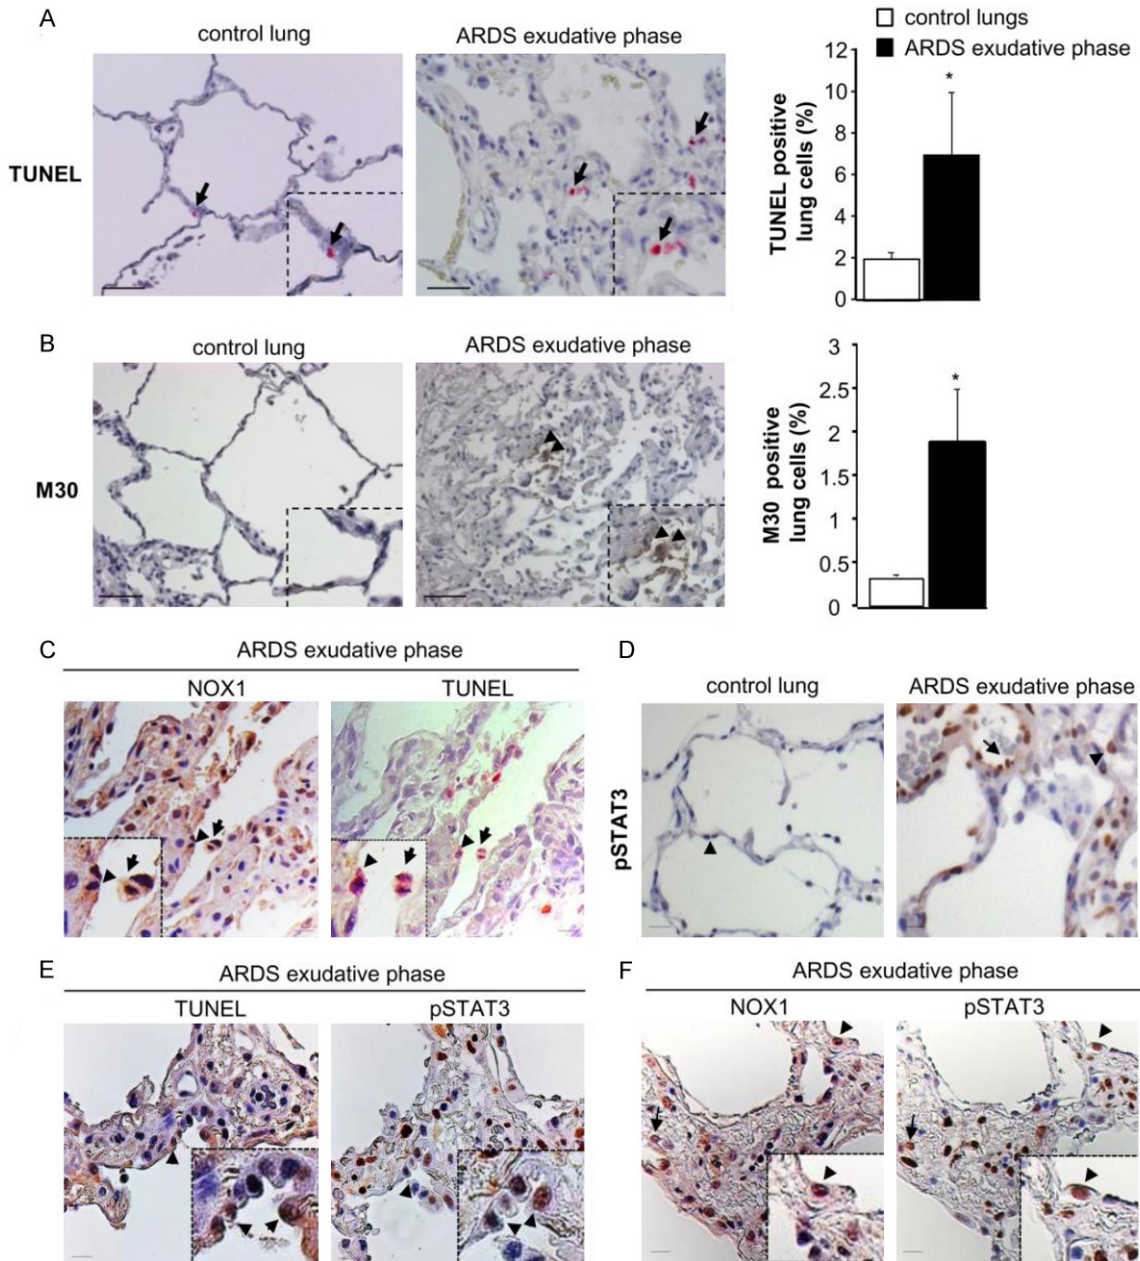 A
control lung
ARDS exudative phase
control lungs
ARDS exudative phase
TUNEL
TUNEL positive
lung cells (%)
12
10
8
6
4
2
0
*
B
control lung
ARDS exudative phase
M30
M30 positive
lung cells (%)
3
2.5
2
1.5
1
0.5
0
*
C
ARDS exudative phase
NOX1
TUNEL
D
control lung
ARDS exudative phase
pSTAT3
E
ARDS exudative phase
TUNEL
pSTAT3
F
ARDS exudative phase
NOX1
pSTAT3